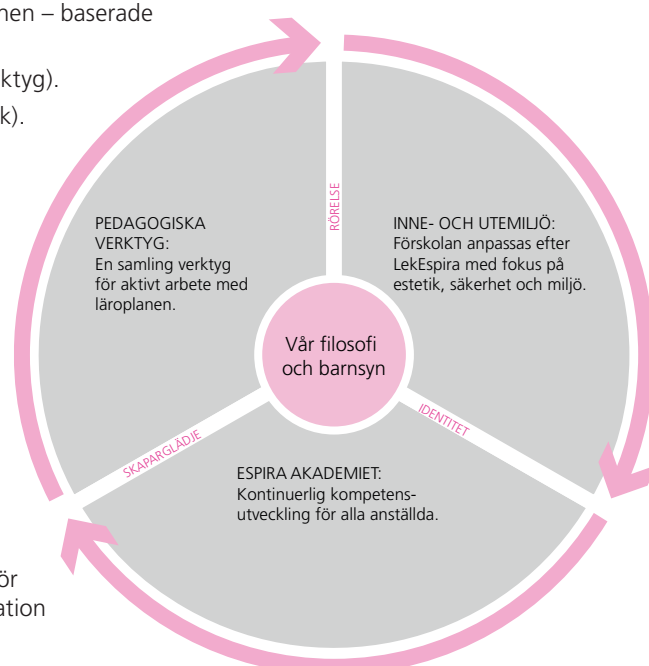 nen – baserade
ktyg).
k).
RÖRELSE
PEDAGOGISKA
VERKTYG:
En samling verktyg
för aktivt arbete med
läroplanen.
INNE- OCH UTEMILJÖ:
Förskolan anpassas efter
LekEspira med fokus på
estetik, säkerhet och miljö.
Vår filosofi
och barnsyn
SKAPARGLÄDJE
IDENTITET
ESPIRA AKADEMIET:
Kontinuerlig kompetens-
utveckling för alla anställda.
ör
ation